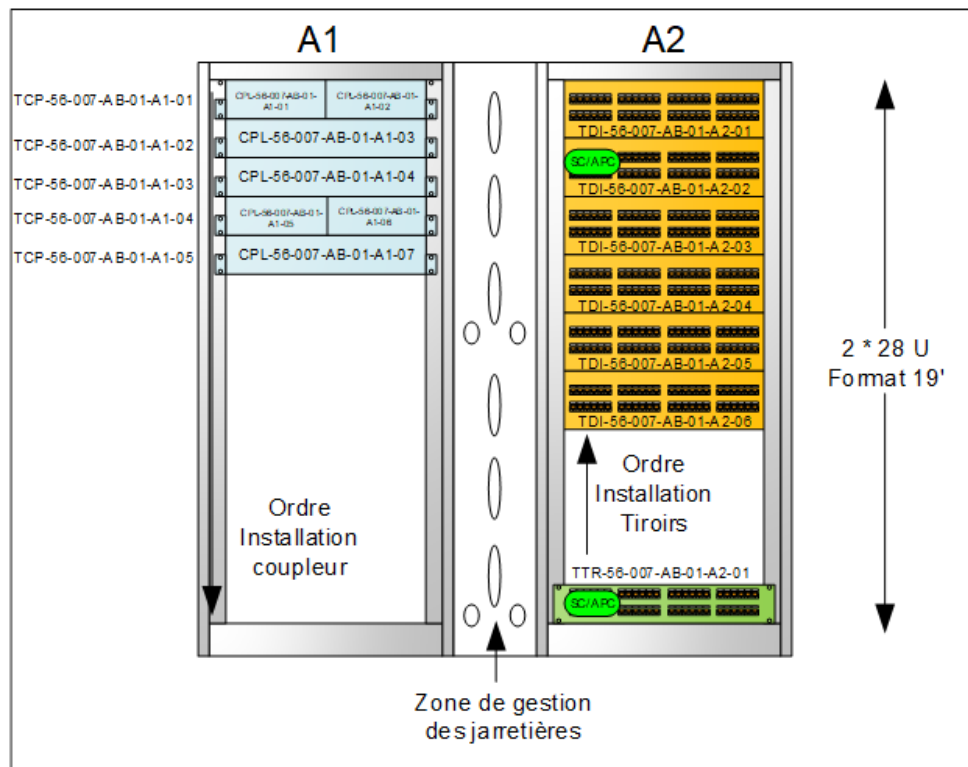 A1
A2
TCP-56-007-AB-01-A1-01
CPL-56-007-AB-01-
A1-01
CPL-56-007-AB-01-
A1-02
TCP-56-007-AB-01-A1-02
CPL-56-007-AB-01-A1-03
TCP-56-007-AB-01-A1-03
CPL-56-007-AB-01-A1-04
TCP-56-007-AB-01-A1-04
CPL-56-007-AB-01-
A1-05
CPL-56-007-AB-01-
A1-06
TCP-56-007-AB-01-A1-05
CPL-56-007-AB-01-A1-07
Ordre
Installation
coupleur
TDI-56-007-AB-01-A2-01
SC/APC
TDI-56-007-AB-01-A2-02
TDI-56-007-AB-01-A2-03
TDI-56-007-AB-01-A2-04
TDI-56-007-AB-01-A2-05
TDI-56-007-AB-01-A2-06
Ordre
Installation
Tiroirs
TTR-56-007-AB-01-A2-01
SC/APC
2 * 28 U
Format 19'
Zone de gestion
des jarretières